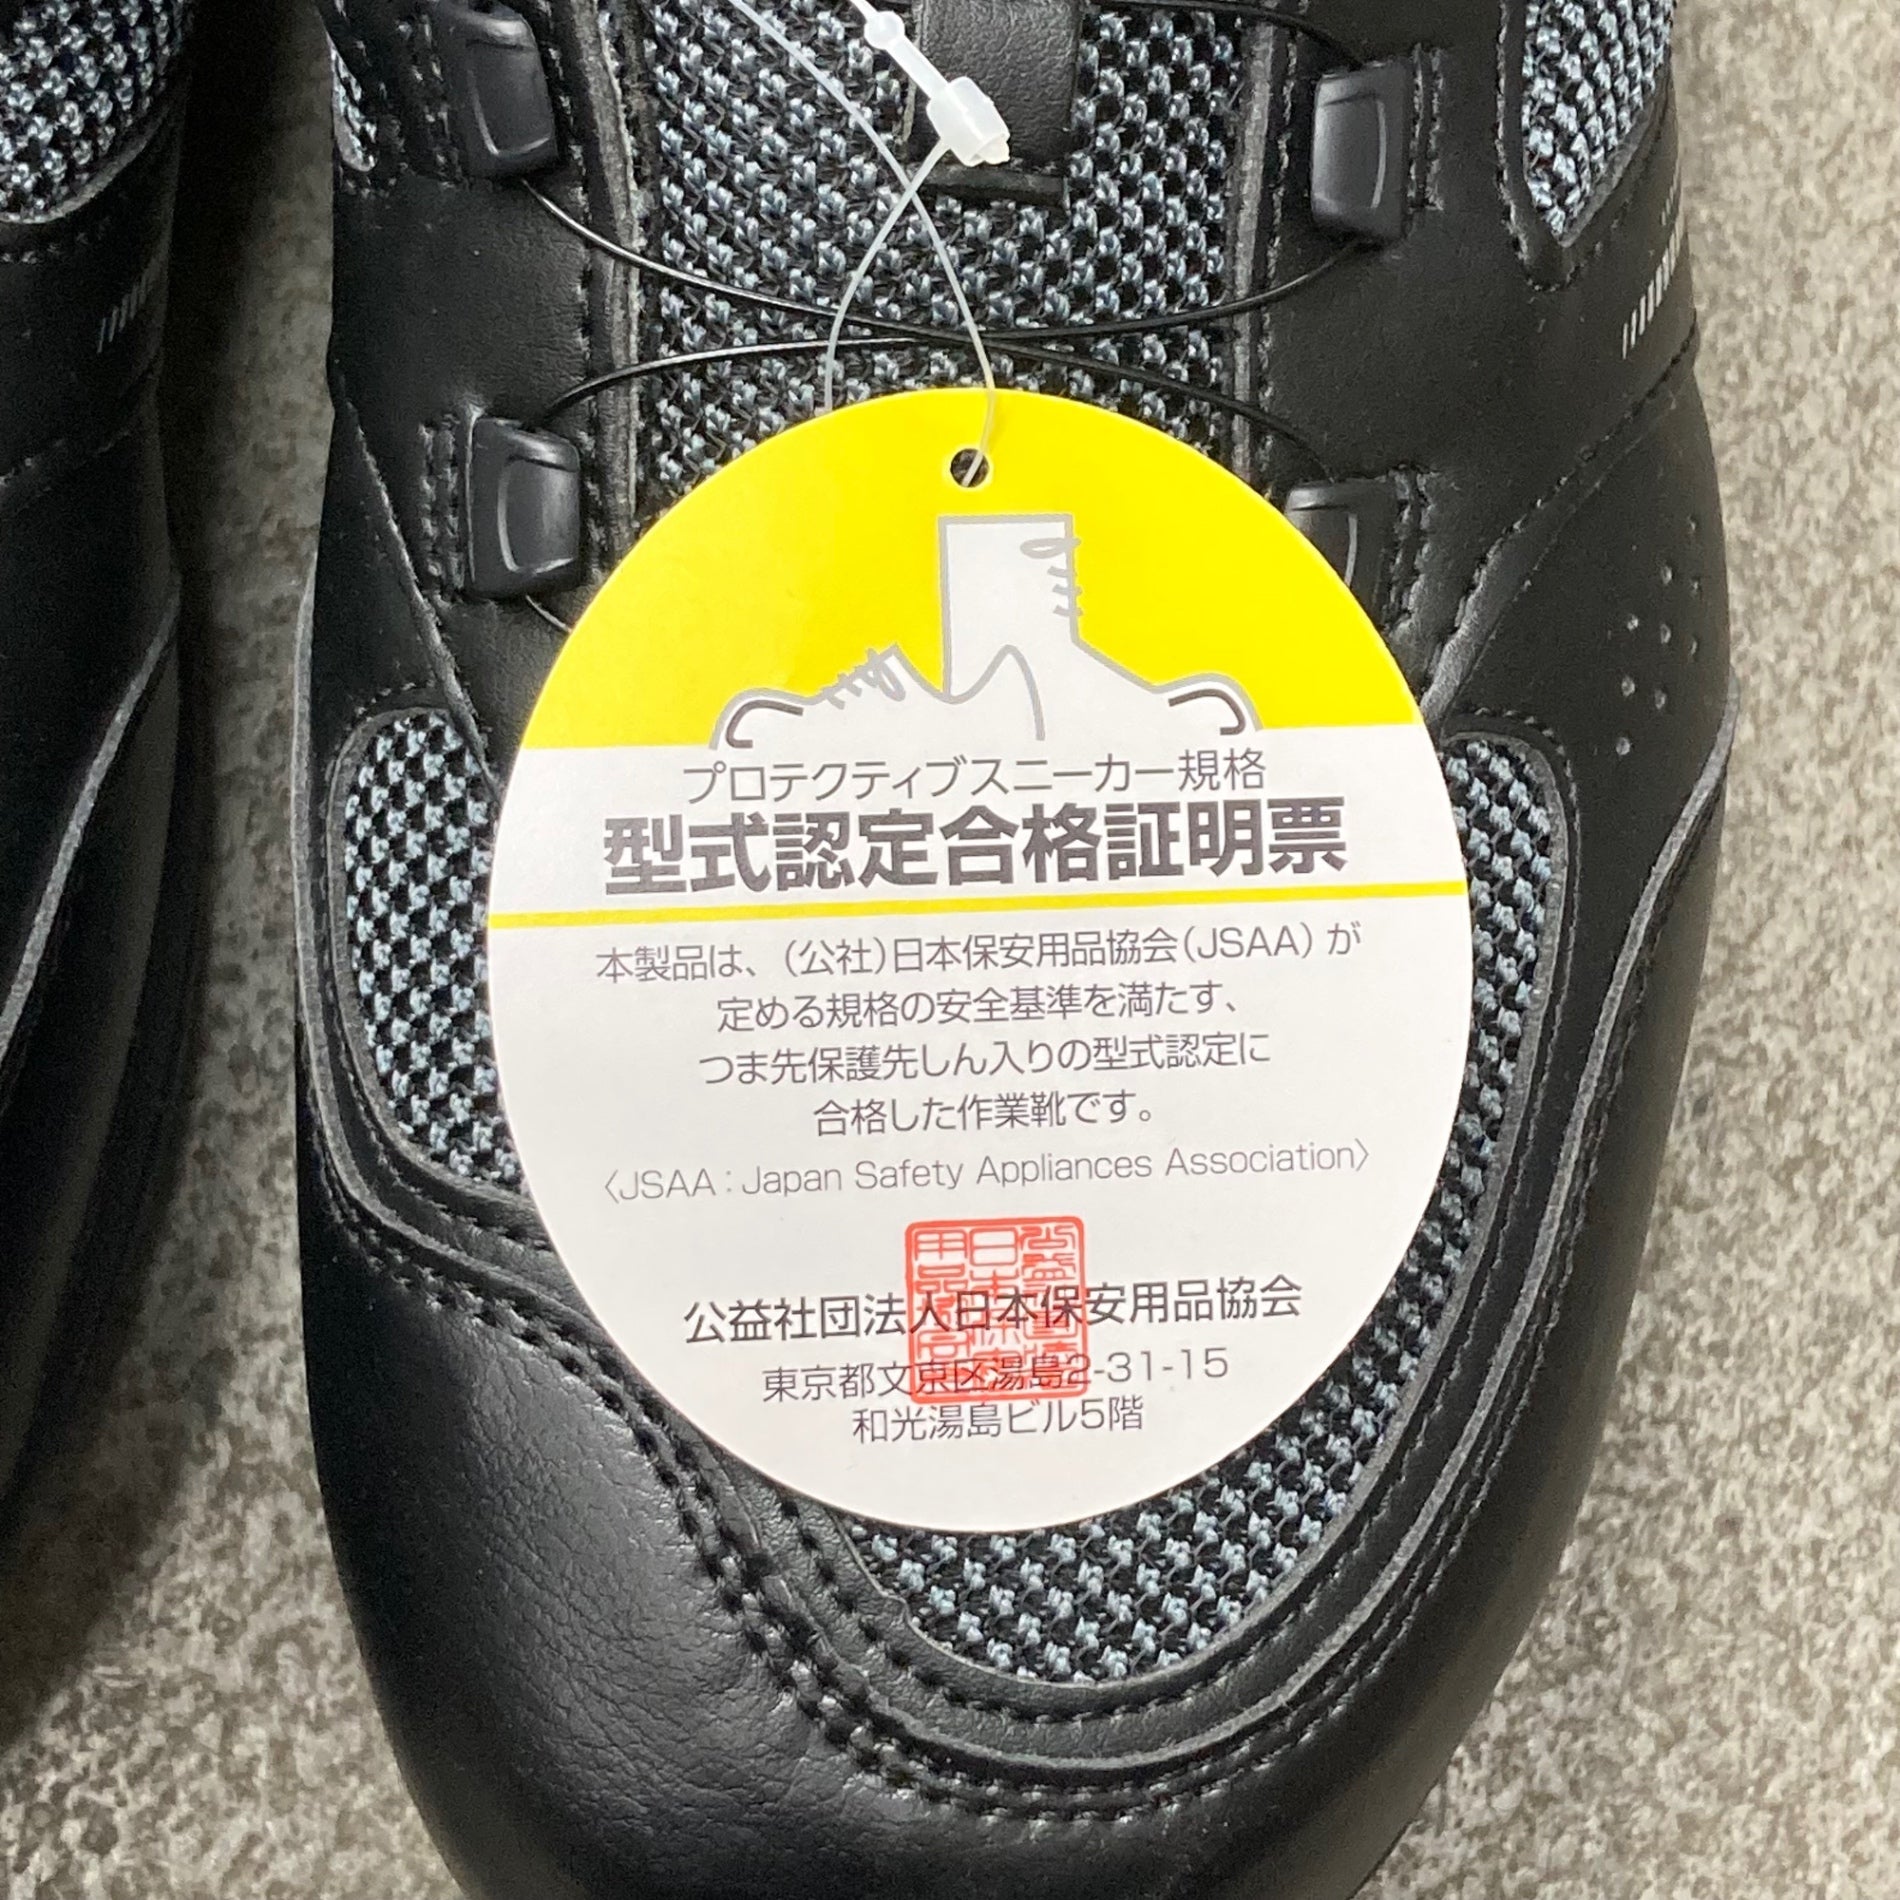 プロテクティブスニーカー規格
型式認定合格証明票
本製品は、（公社）日本保安用品協会（JSAA）が
定める規格の安全基準を満たす、
つま先保護先しん入りの型式認定に
合格した作業靴です。
〈JSAA：Japan Safety Appliances Association〉
公益社団法人日本保安用品協会
東京都文京区湯島2-31-15
和光湯島ビル5階